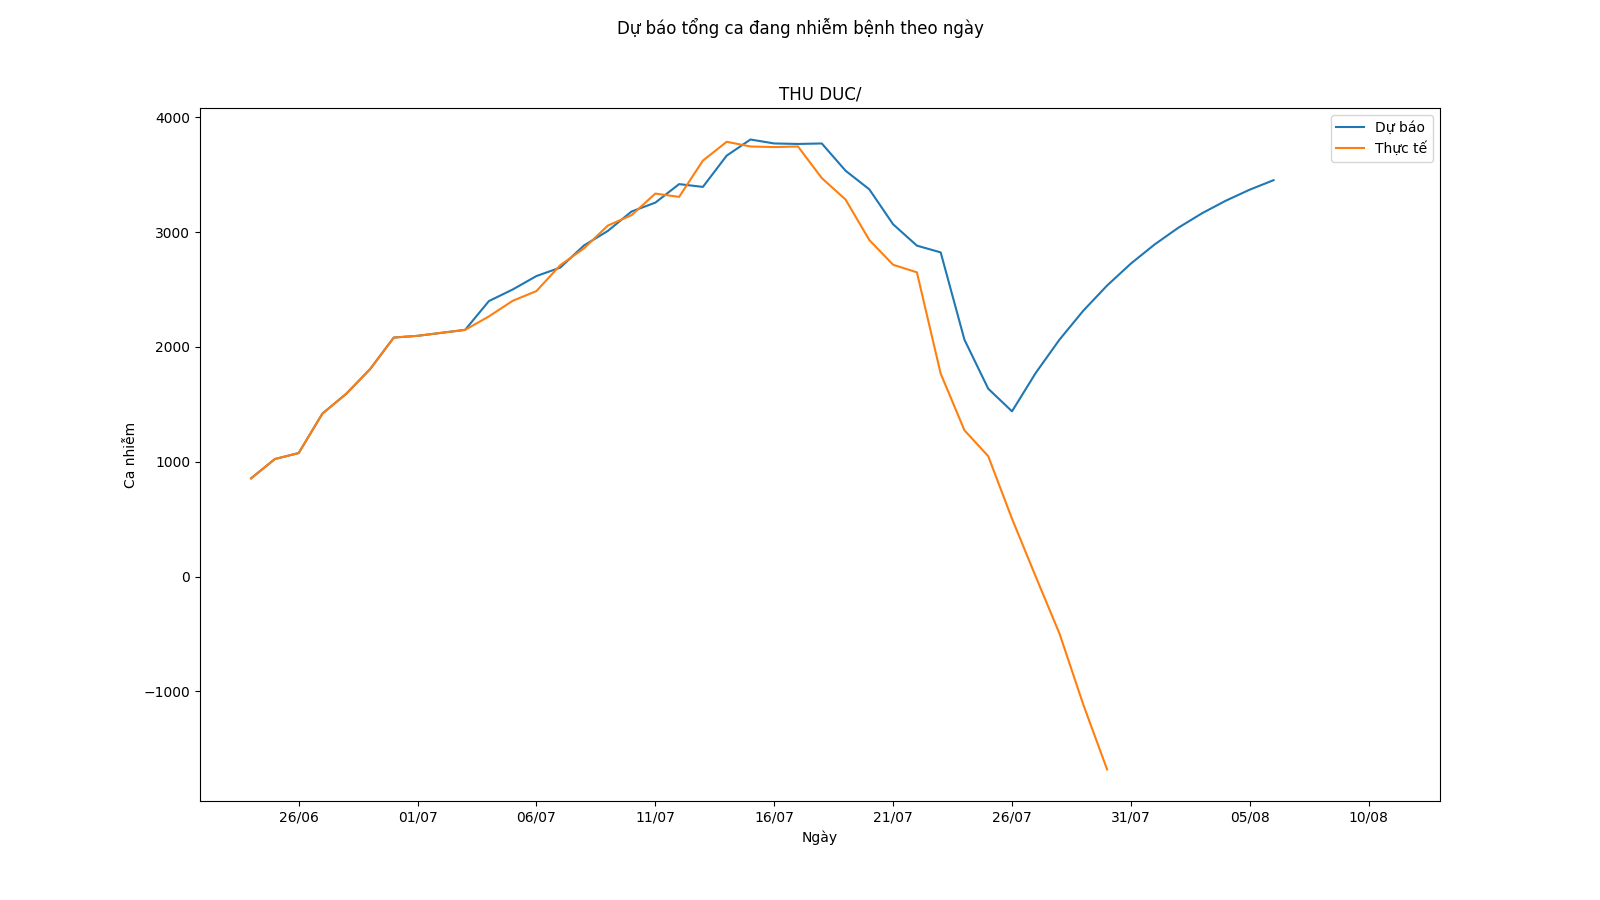 Dự báo tổng ca đang nhiễm bệnh theo ngày
THU DUC/
Dự báo
Thực tế
4000
3000
2000
1000
0
−1000
Ca nhiễm
26/06 01/07 06/07 11/07 16/07 21/07 26/07 31/07 05/08 10/08
Ngày